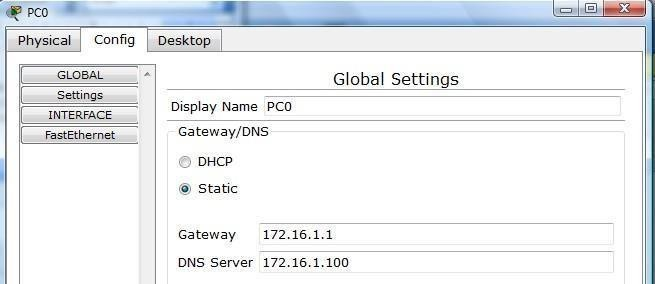 PC0
Physical Config Desktop
GLOBAL
Settings
INTERFACE
FastEthernet
Global Settings
Display Name PC0
Gateway/DNS
DHCP
Static
Gateway 172.16.1.1
DNS Server 172.16.1.100